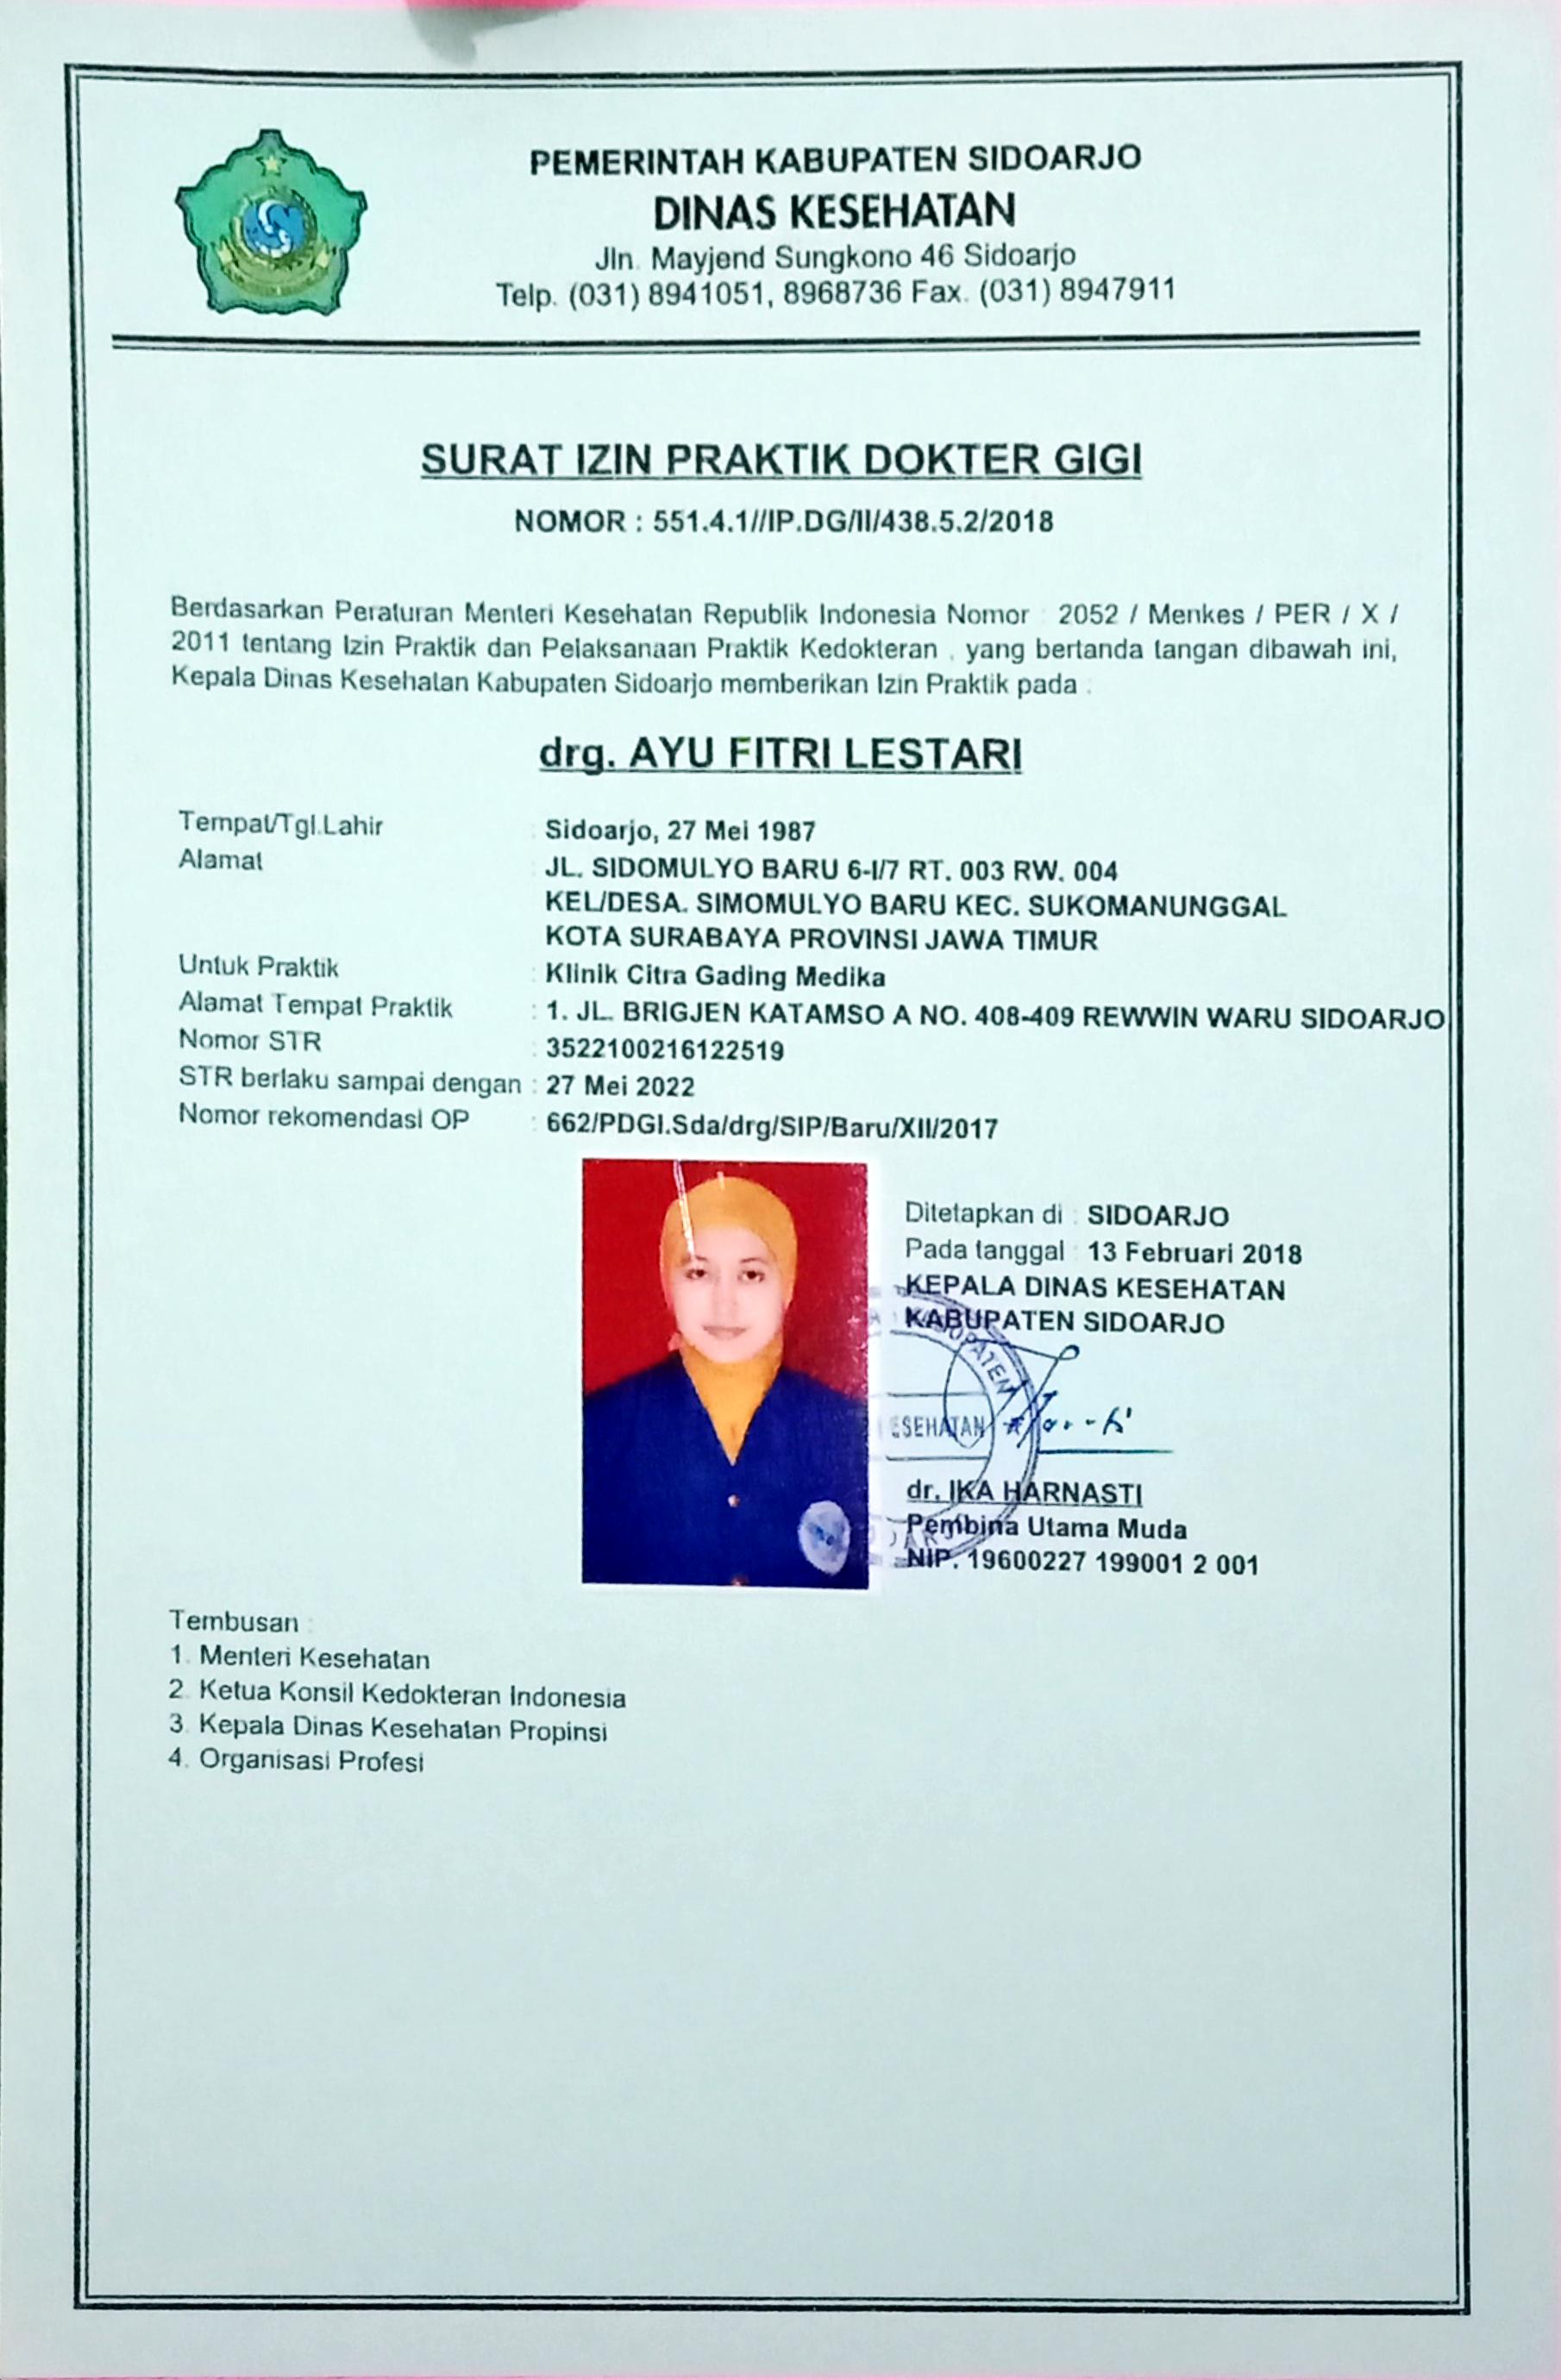 PEMERINTAH KABUPATEN SIDOARJO
DINAS KESEHATAN
Jln. Mayjend Sungkono 46 Sidoarjo
Telp. (031) 8941051, 8968736 Fax. (031) 8947911
SURAT IZIN PRAKTIK DOKTER GIGI
NOMOR : 551.4.1//IP.DG/II/438.5.2/2018
Berdasarkan Peraturan Menteri Kesehatan Republik Indonesia Nomor : 2052 / Menkes / PER / X /
2011 tentang Izin Praktik dan Pelaksanaan Praktik Kedokteran , yang bertanda tangan dibawah ini,
Kepala Dinas Kesehatan Kabupaten Sidoarjo memberikan Izin Praktik pada :
drg. AYU FITRI LESTARI
Tempat/Tgl.Lahir : Sidoarjo, 27 Mei 1987
Alamat : JL. SIDOMULYO BARU 6-I/7 RT. 003 RW. 004
KEL/DESA. SIMOMULYO BARU KEC. SUKOMANUNGGAL
KOTA SURABAYA PROVINSI JAWA TIMUR
Untuk Praktik : Klinik Citra Gading Medika
Alamat Tempat Praktik : 1. JL. BRIGJEN KATAMSO A NO. 408-409 REWWIN WARU SIDOARJO
Nomor STR : 3522100216122519
STR berlaku sampai dengan : 27 Mei 2022
Nomor rekomendasi OP : 662/PDGI.Sda/drg/SIP/Baru/XII/2017
Ditetapkan di : SIDOARJO
Pada tanggal : 13 Februari 2018
KEPALA DINAS KESEHATAN
KABUPATEN SIDOARJO
ESEHATAN
dr. IKA HARNASTI
Pembina Utama Muda
NIP. 19600227 199001 2 001
Tembusan :
1. Menteri Kesehatan
2. Ketua Konsil Kedokteran Indonesia
3. Kepala Dinas Kesehatan Propinsi
4. Organisasi Profesi